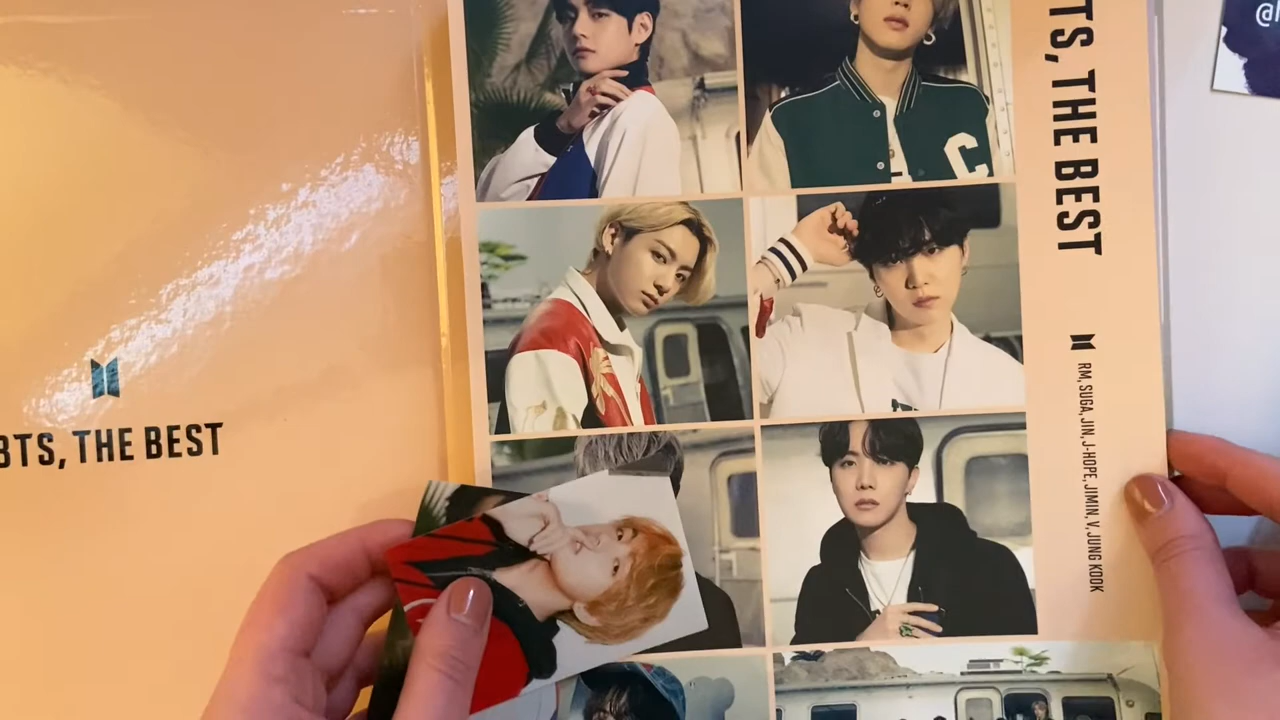 BTS, THE BEST
TS, THE BEST
RM, SUGA, JIN, J-HOPE, JIMIN, V, JUNG KOOK
C
@